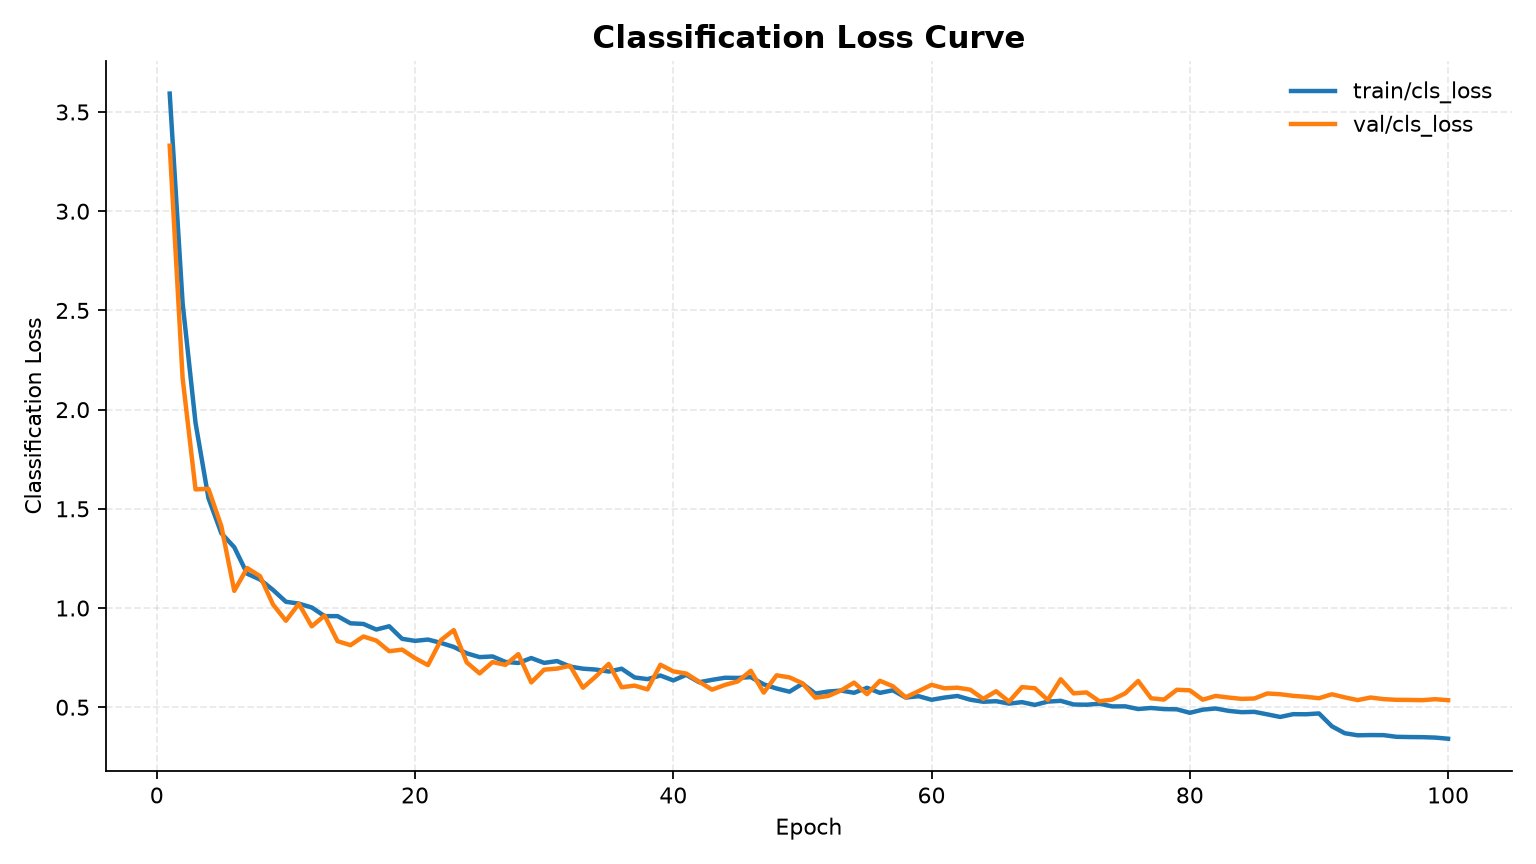 Classification Loss Curve
train/cls_loss
val/cls_loss
3.5
3.0
2.5
2.0
1.5
1.0
0.5
Classification Loss
0 20 40 60 80 100
Epoch